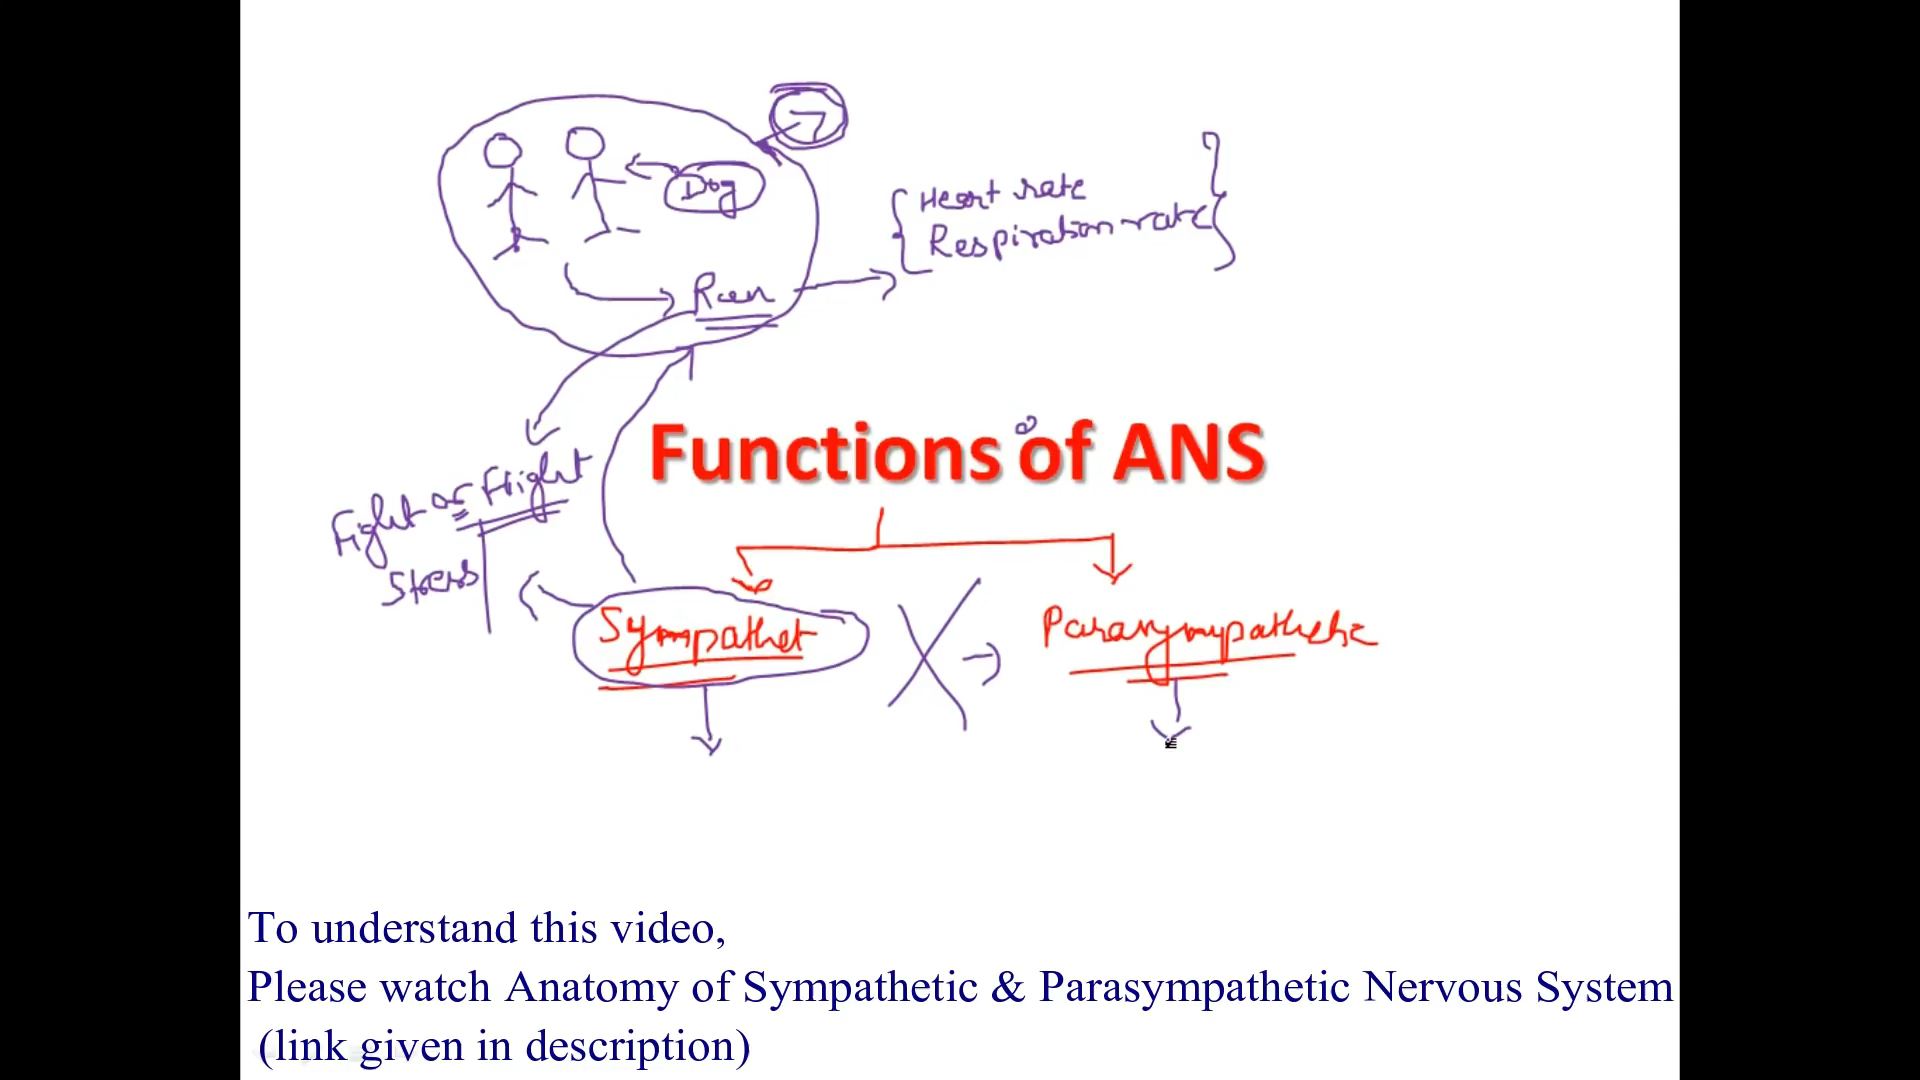 Dog
Run
Heart rate
Respiration rate
Functions of ANS
Fight or Flight
Stress
Sympathet
Parasympathetic
To understand this video,
Please watch Anatomy of Sympathetic & Parasympathetic Nervous System
(link given in description)